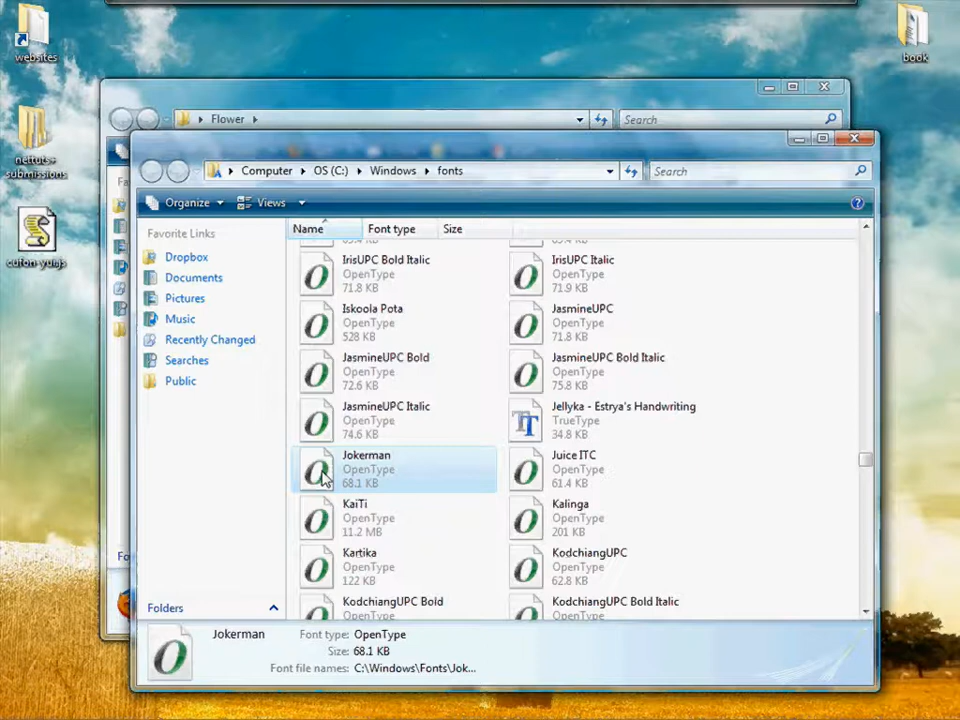 websites
book
nettuts+
submissions
cufon-yui.js
Flower
Search
Computer
OS (C:)
Windows
fonts
Search
Organize
Views
Favorite Links
Dropbox
Documents
Pictures
Music
Recently Changed
Searches
Public
Folders
Name
Font type
Size
IrisUPC Bold Italic
OpenType
71.8 KB
IrisUPC Italic
OpenType
71.9 KB
Iskoola Pota
OpenType
528 KB
JasmineUPC
OpenType
71.8 KB
JasmineUPC Bold
OpenType
72.6 KB
JasmineUPC Bold Italic
OpenType
75.8 KB
JasmineUPC Italic
OpenType
74.6 KB
Jellyka - Estrya's Handwriting
TrueType
34.8 KB
Jokerman
OpenType
68.1 KB
Juice ITC
OpenType
61.4 KB
KaiTi
OpenType
11.2 MB
Kalinga
OpenType
201 KB
Kartika
OpenType
122 KB
KodchiangUPC
OpenType
62.8 KB
KodchiangUPC Bold
OpenType
KodchiangUPC Bold Italic
OpenType
Jokerman
Font type: OpenType
Size: 68.1 KB
Font file names: C:\Windows\Fonts\Jok...